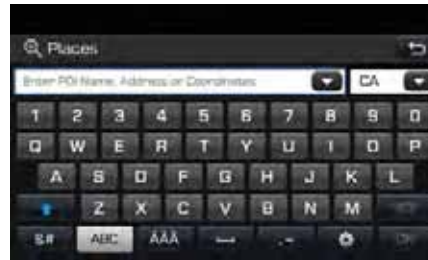 Places
Enter POI Name, Address or Coordinates CA
1 2 3 4 5 6 7 8 9 0
Q W E R T Y U I O P
A S D F G H J K L
Z X C V B N M
&# ABC ÀÄÂ .-